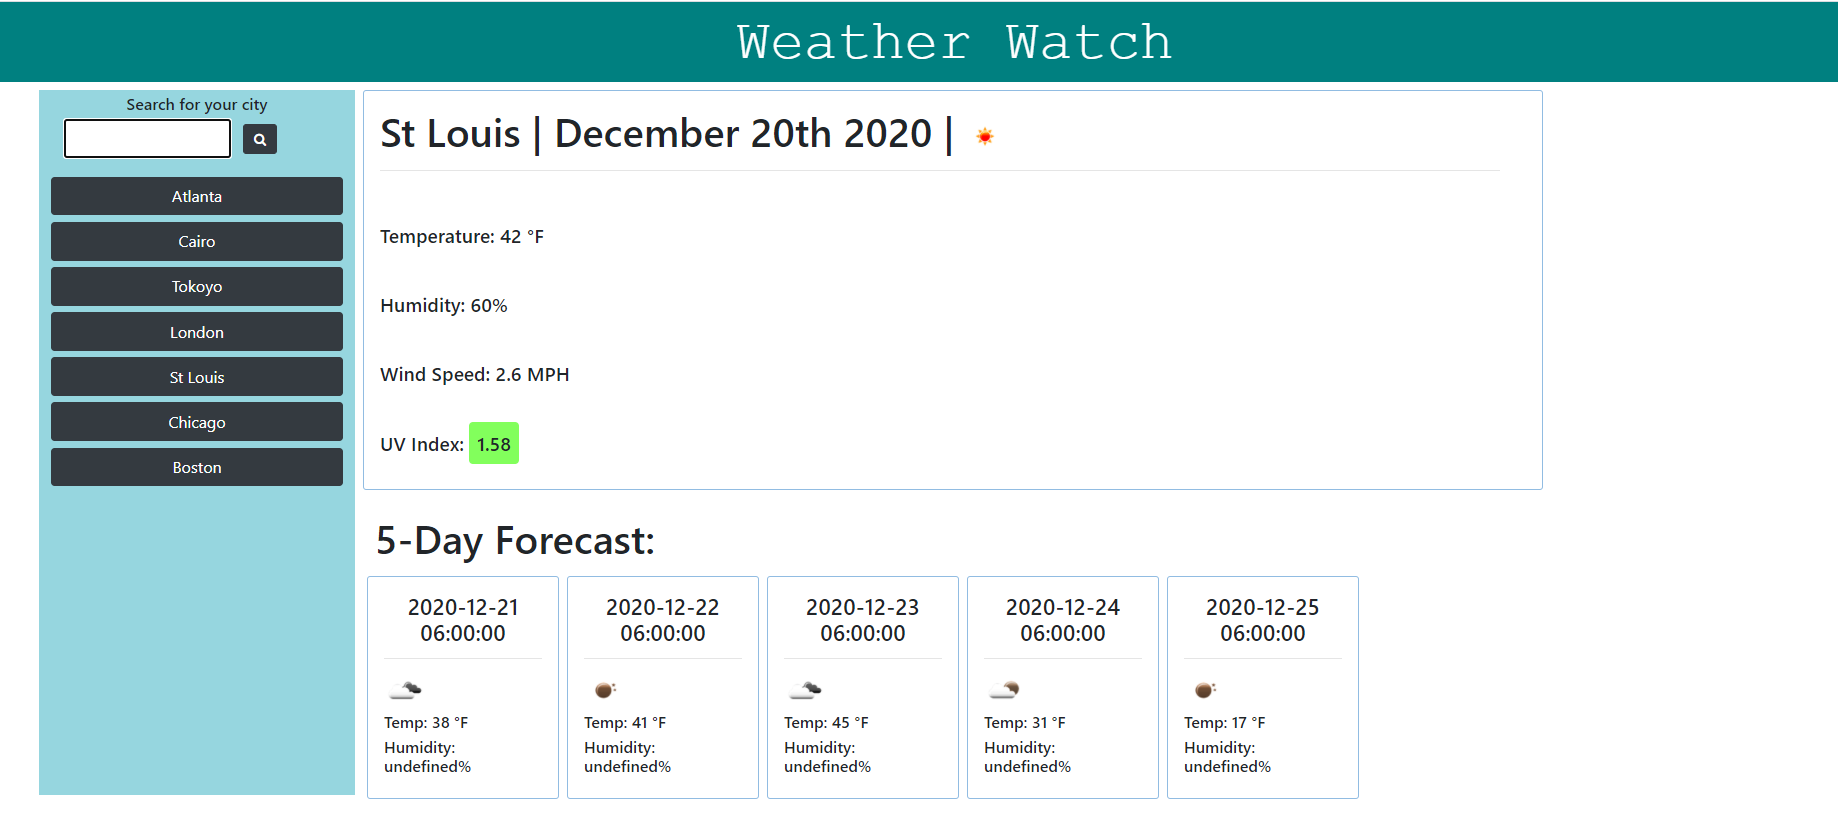 Weather Watch
Search for your city
Atlanta
Cairo
Tokoyo
London
St Louis
Chicago
Boston
St Louis | December 20th 2020 |
Temperature: 42 °F
Humidity: 60%
Wind Speed: 2.6 MPH
UV Index: 1.58
5-Day Forecast:
2020-12-21
06:00:00
Temp: 38 °F
Humidity:
undefined%
2020-12-22
06:00:00
Temp: 41 °F
Humidity:
undefined%
2020-12-23
06:00:00
Temp: 45 °F
Humidity:
undefined%
2020-12-24
06:00:00
Temp: 31 °F
Humidity:
undefined%
2020-12-25
06:00:00
Temp: 17 °F
Humidity:
undefined%